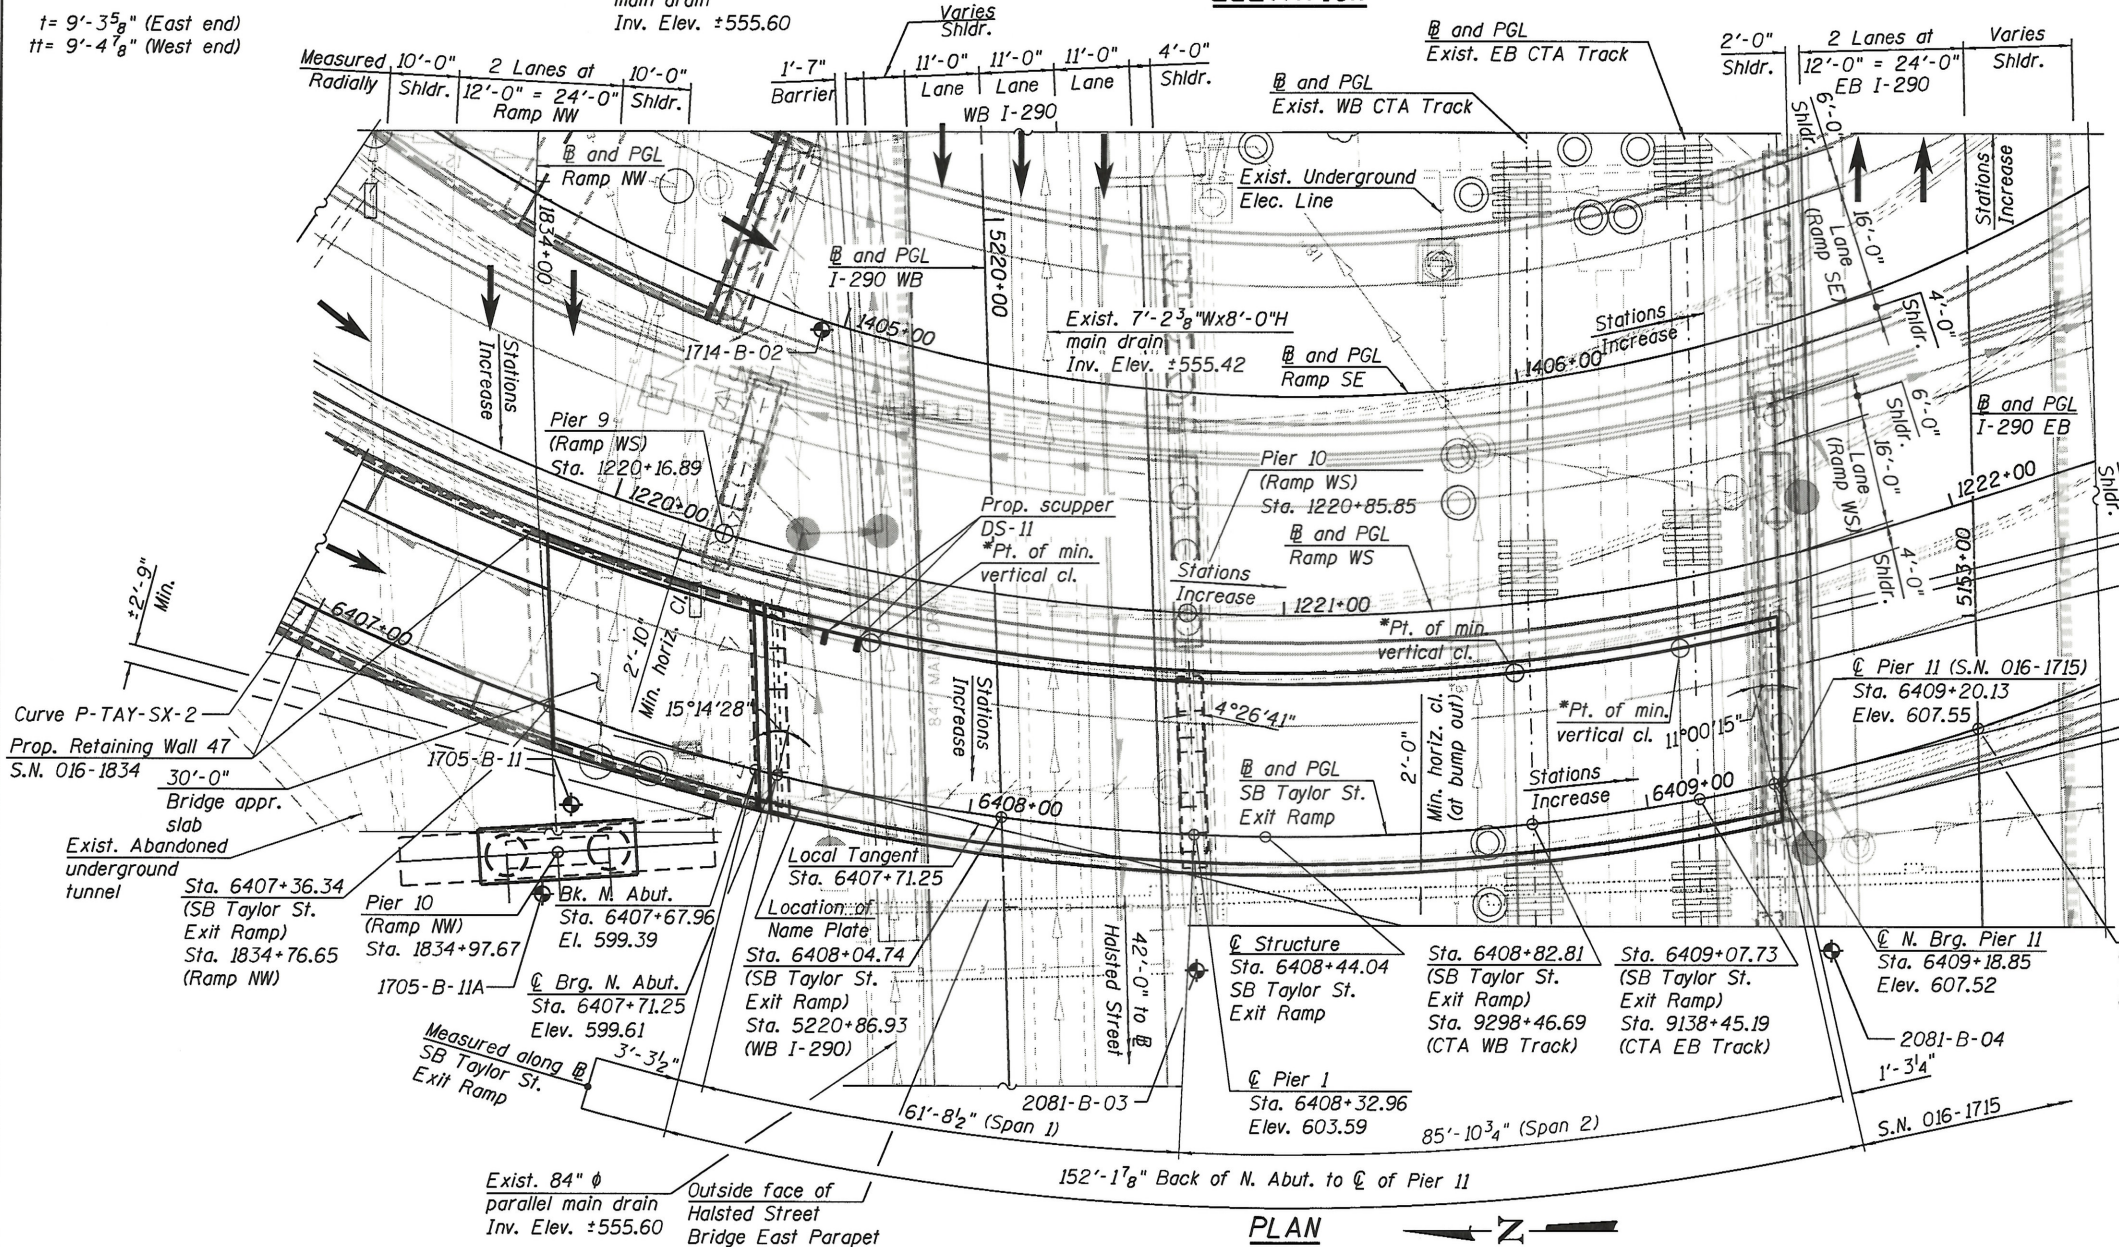 t= 9'-3⅝" (East end)
tt= 9'-4⅞" (West end)
main drain
Inv. Elev. ±555.60
Varies
Shldr.
Measured
Radially
10'-0"
Shldr.
2 Lanes at
12'-0" = 24'-0"
Ramp NW
10'-0"
Shldr.
1'-7"
Barrier
11'-0"
Lane
11'-0"
Lane
11'-0"
Lane
WB I-290
4'-0"
Shldr.
℄ and PGL
Exist. WB CTA Track
℄ and PGL
Exist. EB CTA Track
2'-0"
Shldr.
2 Lanes at
12'-0" = 24'-0"
EB I-290
Varies
Shldr.
6'-0"
Shldr.
16'-0"
Lane
(Ramp SE)
4'-0"
Shldr.
Stations
Increase
℄ and PGL
Ramp NW
1834+00
Exist. Underground
Elec. Line
℄ and PGL
I-290 WB
5220+00
1405+00
1714-B-02
Exist. 7'-2⅜"Wx8'-0"H
main drain
Inv. Elev. ±555.42
℄ and PGL
Ramp SE
Stations
Increase
1406+00
Stations
Increase
6'-0"
Shldr.
16'-0"
Lane
(Ramp WS)
4'-0"
Shldr.
℄ and PGL
I-290 EB
1222+00
Shldr.
5153+00
Pier 9
(Ramp WS)
Sta. 1220+16.89
1220+00
Prop. scupper
DS-11
*Pt. of min.
vertical cl.
Pier 10
(Ramp WS)
Sta. 1220+85.85
℄ and PGL
Ramp WS
Stations
Increase
1221+00
*Pt. of min
vertical cl.
±2'-9"
Min.
6407+00
2'-10"
Min. horiz. cl.
15°14'28"
84" MAIN DR
Stations
Increase
4°26'41"
2'-0"
Min. horiz. cl.
(at bump out)
*Pt. of min.
vertical cl.
11°00'15"
℄ Pier 11 (S.N. 016-1715)
Sta. 6409+20.13
Elev. 607.55
Curve P-TAY-SX-2
Prop. Retaining Wall 47
S.N. 016-1834
30'-0"
Bridge appr.
slab
1705-B-11
6408+00
℄ and PGL
SB Taylor St.
Exit Ramp
Stations
Increase
6409+00
Exist. Abandoned
underground
tunnel
Sta. 6407+36.34
(SB Taylor St.
Exit Ramp)
Sta. 1834+76.65
(Ramp NW)
Pier 10
(Ramp NW)
Sta. 1834+97.67
1705-B-11A
Bk. N. Abut.
Sta. 6407+67.96
El. 599.39
℄ Brg. N. Abut.
Sta. 6407+71.25
Elev. 599.61
Local Tangent
Sta. 6407+71.25
Location of
Name Plate
Sta. 6408+04.74
(SB Taylor St.
Exit Ramp)
Sta. 5220+86.93
(WB I-290)
42'-0" to ℄
Halsted Street
℄ Structure
Sta. 6408+44.04
SB Taylor St.
Exit Ramp
Sta. 6408+82.81
(SB Taylor St.
Exit Ramp)
Sta. 9298+46.69
(CTA WB Track)
Sta. 6409+07.73
(SB Taylor St.
Exit Ramp)
Sta. 9138+45.19
(CTA EB Track)
℄ N. Brg. Pier 11
Sta. 6409+18.85
Elev. 607.52
2081-B-04
Measured along ℄
SB Taylor St.
Exit Ramp
3'-3½"
61'-8½" (Span 1)
2081-B-03
℄ Pier 1
Sta. 6408+32.96
Elev. 603.59
85'-10¾" (Span 2)
1'-3¼"
S.N. 016-1715
152'-1⅞" Back of N. Abut. to ℄ of Pier 11
Exist. 84" ϕ
parallel main drain
Inv. Elev. ±555.60
Outside face of
Halsted Street
Bridge East Parapet
PLAN
Z